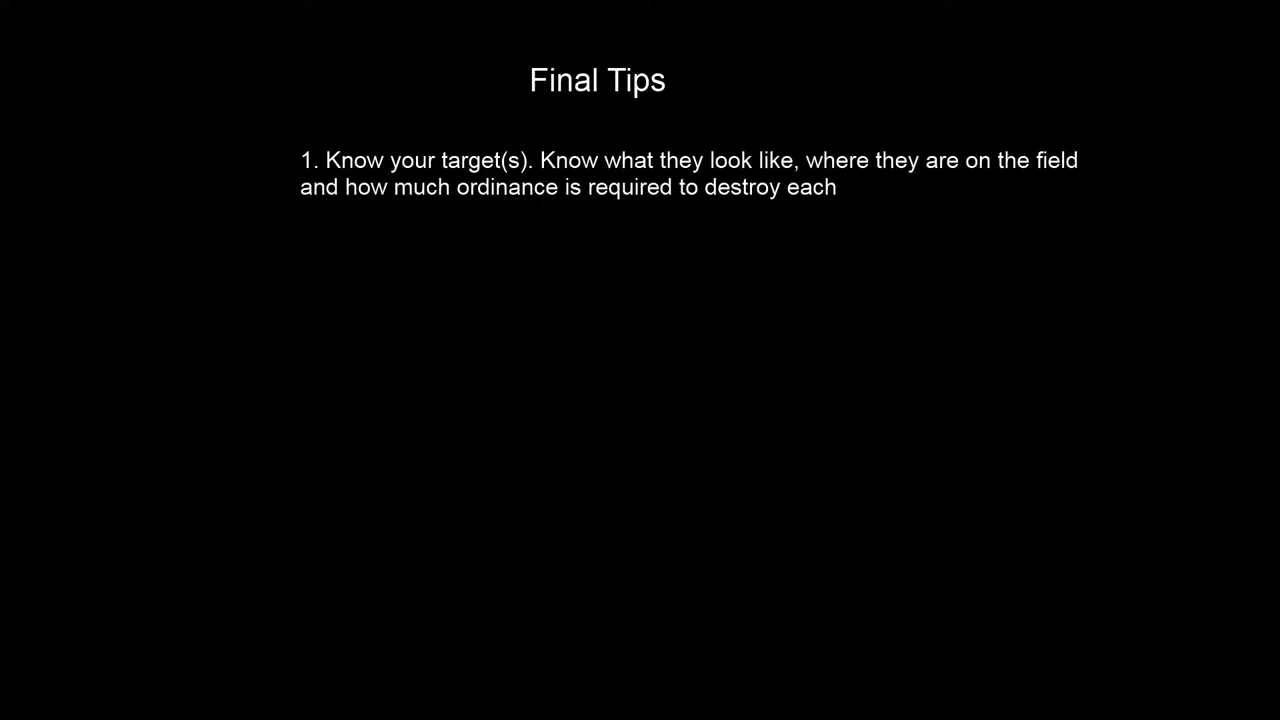 Final Tips
1. Know your target(s). Know what they look like, where they are on the field
and how much ordinance is required to destroy each